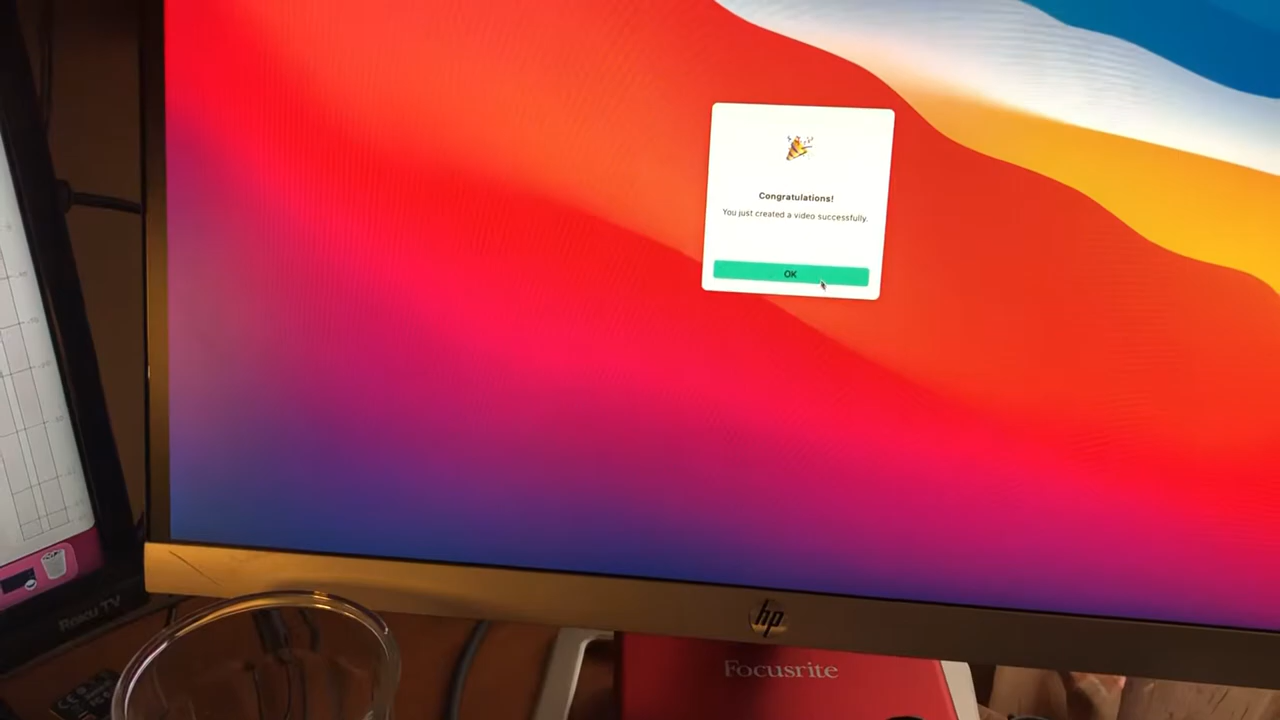 Congratulations!
You just created a video successfully.
OK
Roku TV
hp
Focusrite